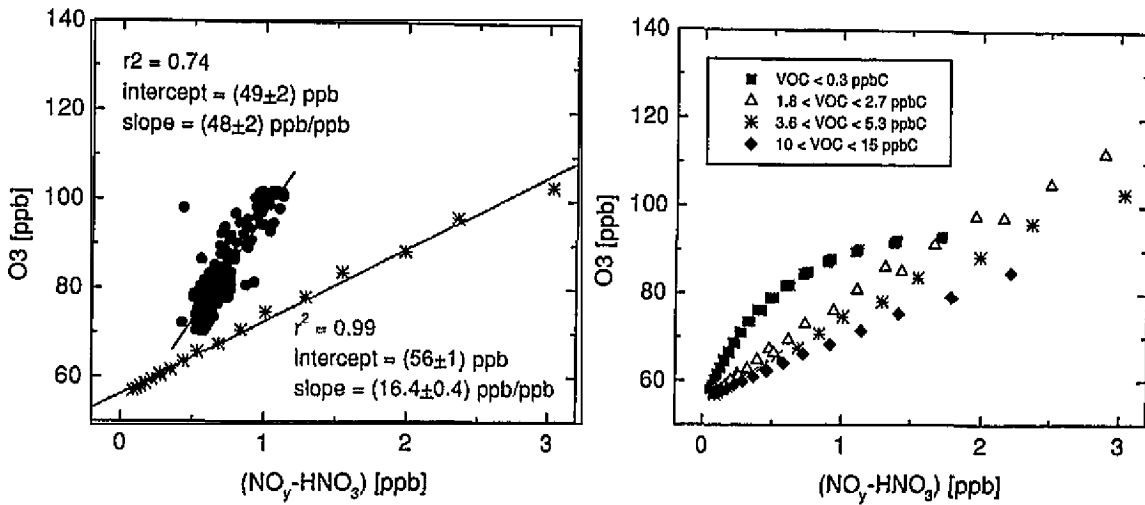 140
120
100
80
60
O3 [ppb]
r2 = 0.74
intercept = (49±2) ppb
slope = (48±2) ppb/ppb
r² = 0.99
intercept = (56±1) ppb
slope = (16.4±0.4) ppb/ppb
0 1 2 3
(NOy-HNO3) [ppb]
140
120
100
80
60
O3 [ppb]
VOC < 0.3 ppbC
1.8 < VOC < 2.7 ppbC
3.6 < VOC < 5.3 ppbC
10 < VOC < 15 ppbC
0 1 2 3
(NOy-HNO3) [ppb]